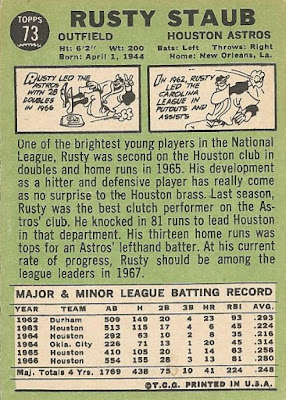 TOPPS
73
RUSTY STAUB
OUTFIELD HOUSTON ASTROS
Ht: 6'2" Wt: 200 Bats: Left Throws: Right
Born: April 1, 1944 Home: New Orleans, La.
RUSTY LED THE
ASTROS
WITH 28
DOUBLES
IN 1966
IN 1962, RUSTY
LED THE
CAROLINA
LEAGUE IN
PUTOUTS AND
ASSISTS
One of the brightest young players in the National
League, Rusty was second on the Houston club in
doubles and home runs in 1965. His development
as a hitter and defensive player has really come
as no surprise to the Houston brass. Last season,
Rusty was the best clutch performer on the As-
tros' club. He knocked in 81 runs to lead Houston
in that department. His thirteen home runs was
tops for an Astros' lefthand batter. At his current
rate of progress, Rusty should be among the
league leaders in 1967.
MAJOR & MINOR LEAGUE BATTING RECORD
YEAR TEAM AB H 2B 3B HR RBI AVG.
1962 Durham 509 149 20 4 23 93 .293
1963 Houston 513 115 17 4 6 45 .224
1964 Houston 292 63 10 2 8 35 .216
1964 Okla. City 226 71 13 1 20 45 .314
1965 Houston 410 105 20 1 14 63 .256
1966 Houston 554 155 28 3 13 81 .280
Maj. Totals 4 Yrs. 1769 438 75 10 41 224 .248
©T.C.G. PRINTED IN U.S.A.